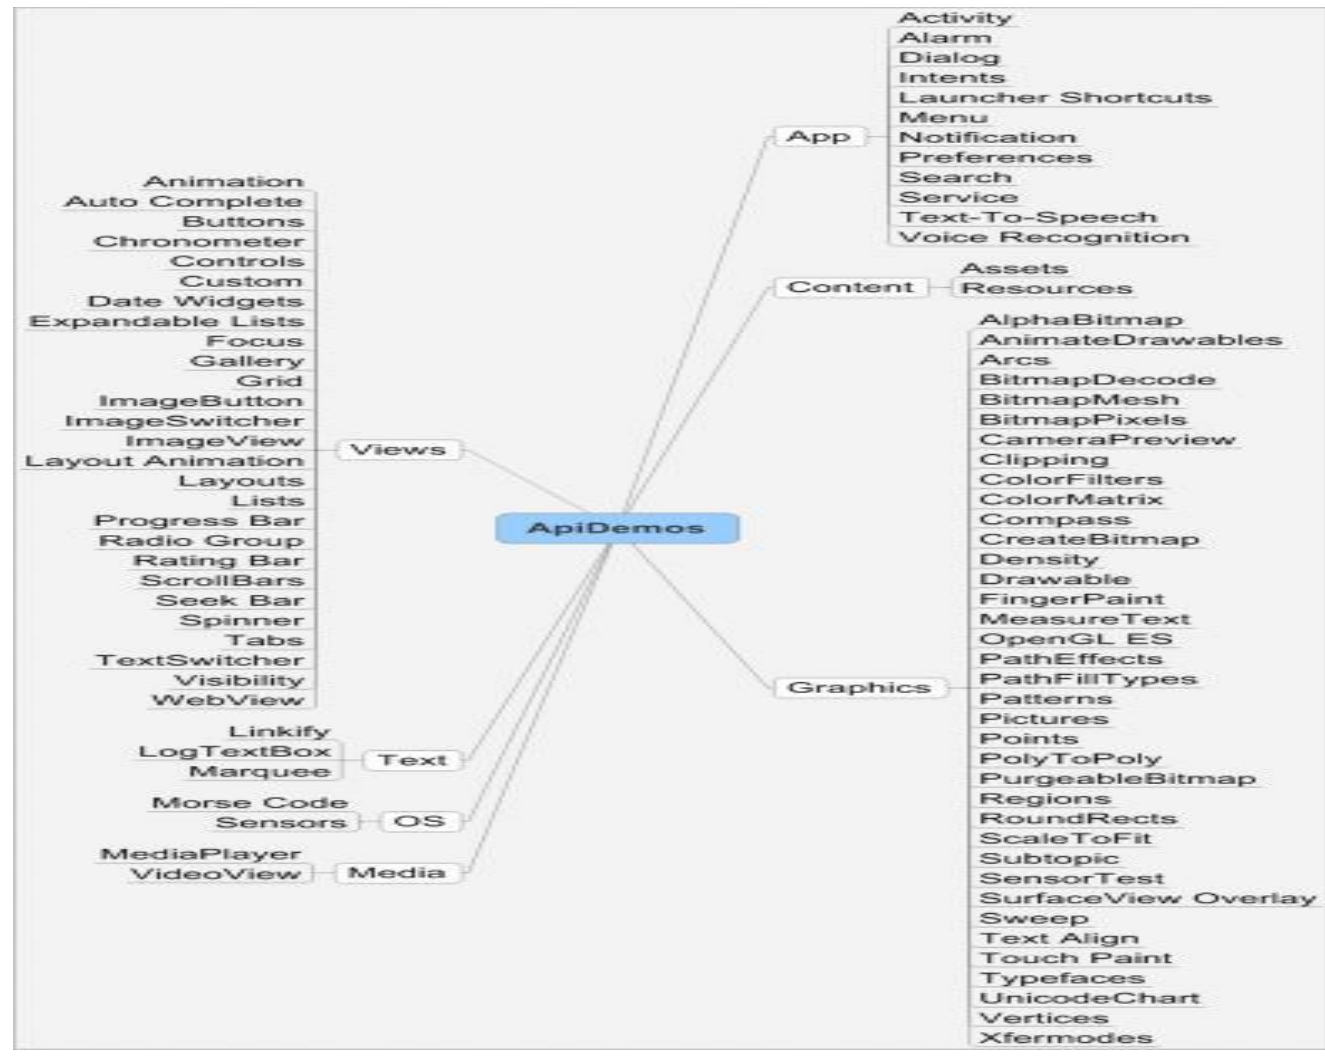 ApiDemos
App
Activity
Alarm
Dialog
Intents
Launcher Shortcuts
Menu
Notification
Preferences
Search
Service
Text-To-Speech
Voice Recognition
Content
Assets
Resources
Graphics
AlphaBitmap
AnimateDrawables
Arcs
BitmapDecode
BitmapMesh
BitmapPixels
CameraPreview
Clipping
ColorFilters
ColorMatrix
Compass
CreateBitmap
Density
Drawable
FingerPaint
MeasureText
OpenGL ES
PathEffects
PathFillTypes
Patterns
Pictures
Points
PolyToPoly
PurgeableBitmap
Regions
RoundRects
ScaleToFit
Subtopic
SensorTest
SurfaceView Overlay
Sweep
Text Align
Touch Paint
Typefaces
UnicodeChart
Vertices
Xfermodes
Views
Animation
Auto Complete
Buttons
Chronometer
Controls
Custom
Date Widgets
Expandable Lists
Focus
Gallery
Grid
ImageButton
ImageSwitcher
ImageView
Layout Animation
Layouts
Lists
Progress Bar
Radio Group
Rating Bar
ScrollBars
Seek Bar
Spinner
Tabs
TextSwitcher
Visibility
WebView
Text
Linkify
LogTextBox
Marquee
OS
Morse Code
Sensors
Media
MediaPlayer
VideoView